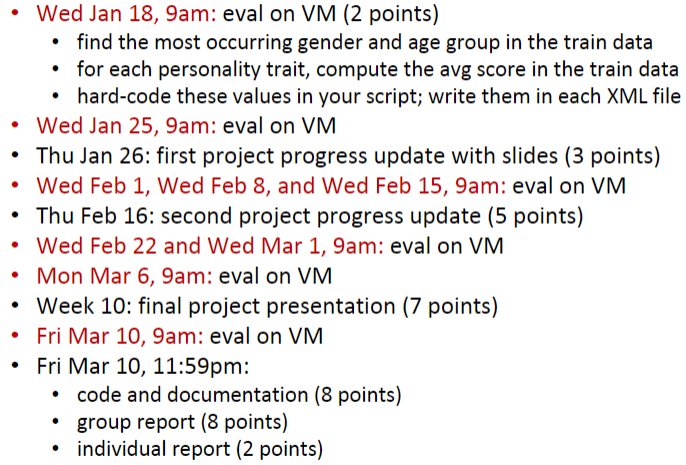 • Wed Jan 18, 9am: eval on VM (2 points)
• find the most occurring gender and age group in the train data
• for each personality trait, compute the avg score in the train data
• hard-code these values in your script; write them in each XML file
• Wed Jan 25, 9am: eval on VM
• Thu Jan 26: first project progress update with slides (3 points)
• Wed Feb 1, Wed Feb 8, and Wed Feb 15, 9am: eval on VM
• Thu Feb 16: second project progress update (5 points)
• Wed Feb 22 and Wed Mar 1, 9am: eval on VM
• Mon Mar 6, 9am: eval on VM
• Week 10: final project presentation (7 points)
• Fri Mar 10, 9am: eval on VM
• Fri Mar 10, 11:59pm:
• code and documentation (8 points)
• group report (8 points)
• individual report (2 points)